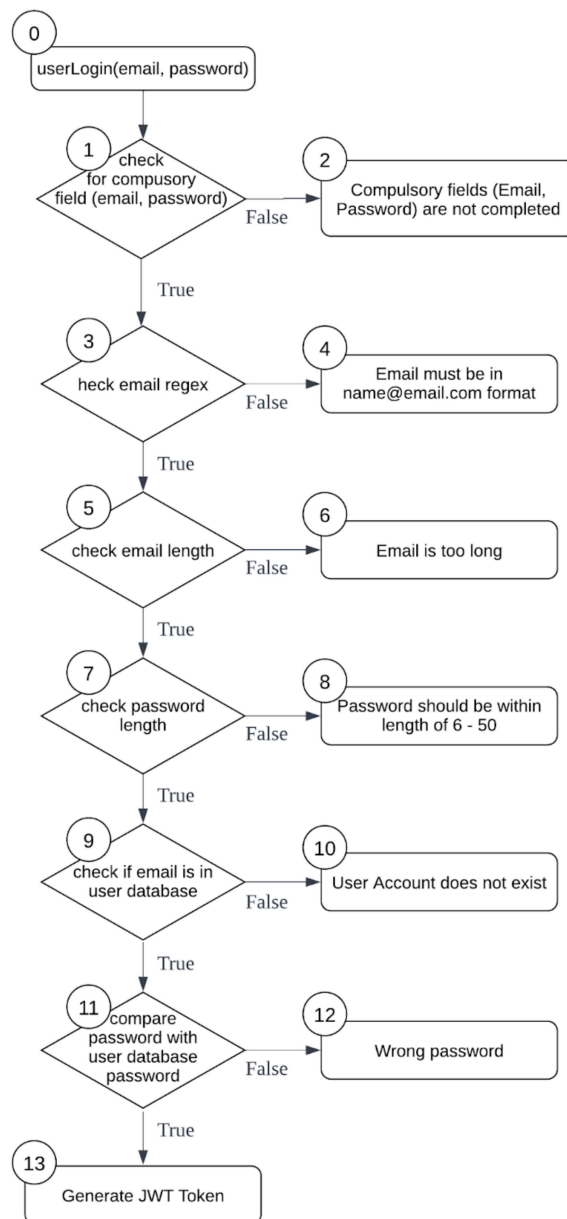 0
userLogin(email, password)
1
check
for compusory
field (email, password)
False
2
Compulsory fields (Email,
Password) are not completed
True
3
heck email regex
False
4
Email must be in
name@email.com format
True
5
check email length
False
6
Email is too long
True
7
check password
length
False
8
Password should be within
length of 6 - 50
True
9
check if email is in
user database
False
10
User Account does not exist
True
11
compare
password with
user database
password
False
12
Wrong password
True
13
Generate JWT Token